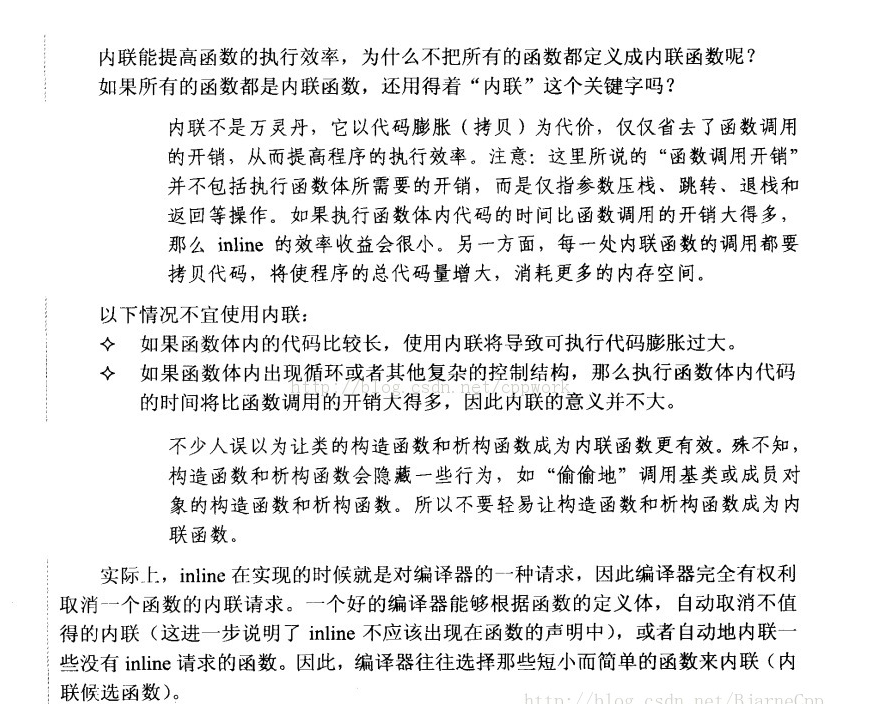 内联能提高函数的执行效率，为什么不把所有的函数都定义成内联函数呢？
如果所有的函数都是内联函数，还用得着“内联”这个关键字吗？
内联不是万灵丹，它以代码膨胀（拷贝）为代价，仅仅省去了函数调用
的开销，从而提高程序的执行效率。注意：这里所说的“函数调用开销”
并不包括执行函数体所需要的开销，而是仅指参数压栈、跳转、退栈和
返回等操作。如果执行函数体内代码的时间比函数调用的开销大得多，
那么 inline 的效率收益会很小。另一方面，每一处内联函数的调用都要
拷贝代码，将使程序的总代码量增大，消耗更多的内存空间。
以下情况不宜使用内联：
✧ 如果函数体内的代码比较长，使用内联将导致可执行代码膨胀过大。
✧ 如果函数体内出现循环或者其他复杂的控制结构，那么执行函数体内代码
http://blog.csdn.net/cppwork
的时间将比函数调用的开销大得多，因此内联的意义并不大。
不少人误以为让类的构造函数和析构函数成为内联函数更有效。殊不知，
构造函数和析构函数会隐藏一些行为，如“偷偷地”调用基类或成员对
象的构造函数和析构函数。所以不要轻易让构造函数和析构函数成为内
联函数。
实际上，inline 在实现的时候就是对编译器的一种请求，因此编译器完全有权利
取消一个函数的内联请求。一个好的编译器能够根据函数的定义体，自动取消不值
得的内联（这进一步说明了 inline 不应该出现在函数的声明中），或者自动地内联一
些没有 inline 请求的函数。因此，编译器往往选择那些短小而简单的函数来内联（内
联候选函数）。
http://blog.csdn.net/BjarneCpp